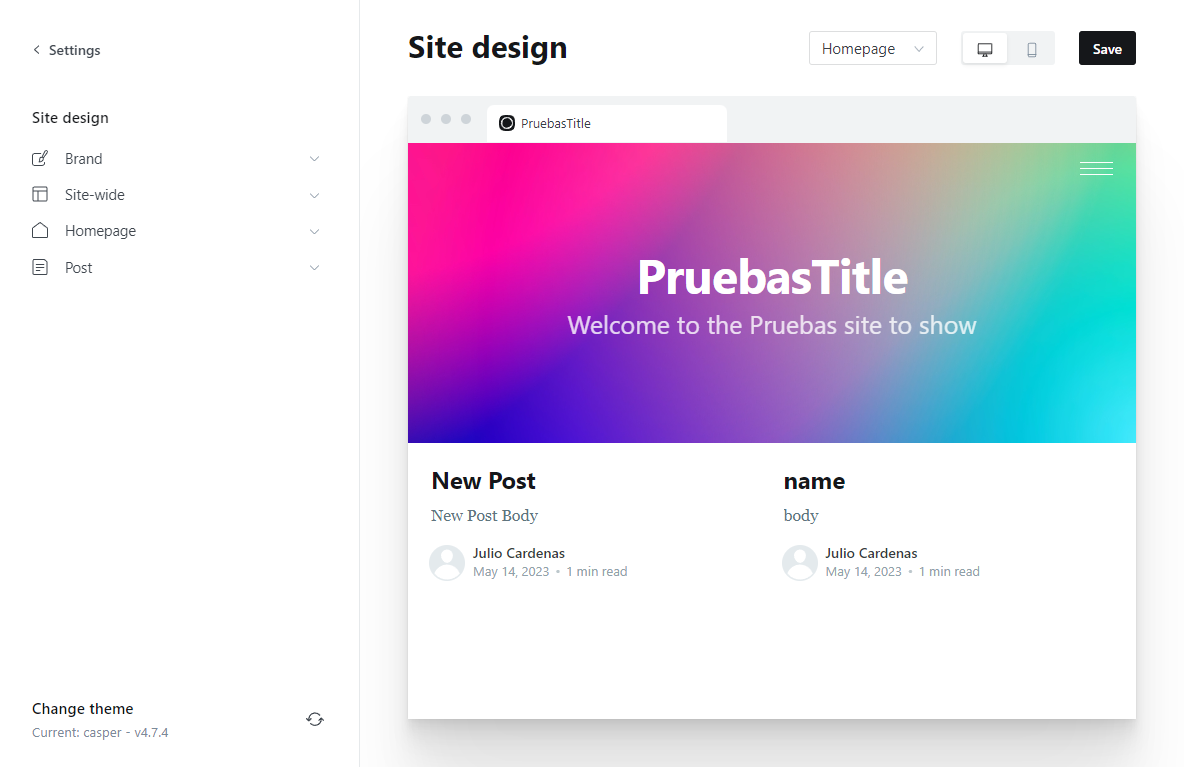 Settings
Site design
Brand
Site-wide
Homepage
Post
Change theme
Current: casper - v4.7.4
Site design
Homepage
Save
PruebasTitle
PruebasTitle
Welcome to the Pruebas site to show
New Post
New Post Body
Julio Cardenas
May 14, 2023 • 1 min read
name
body
Julio Cardenas
May 14, 2023 • 1 min read